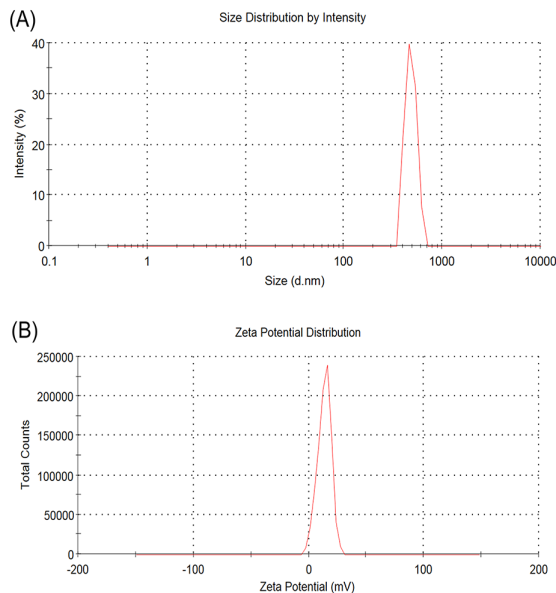 (A)
Size Distribution by Intensity
Intensity (%)
40
30
20
10
0
0.1 1 10 100 1000 10000
Size (d.nm)
(B)
Zeta Potential Distribution
Total Counts
250000
200000
150000
100000
50000
0
-200 -100 0 100 200
Zeta Potential (mV)